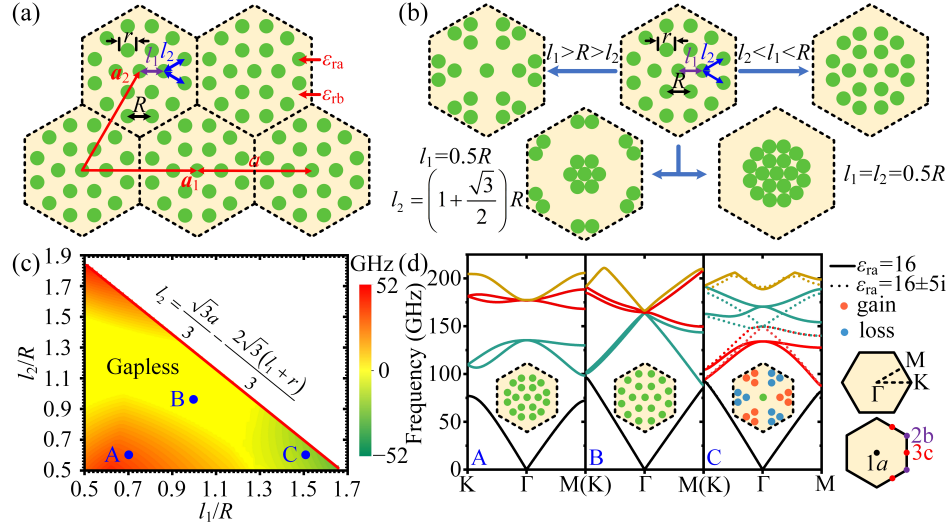 (a)
r
l₁
l₂
a₂
R
ε_ra
ε_rb
a₁
a
(b)
l₁>R>l₂
r
l₁
l₂
R
l₂<l₁<R
l₁=0.5R
l₂=(1+√3/2)R
l₁=l₂=0.5R
(c)
GHz
1.9
1.7
1.5
1.3
1.1
0.9
0.7
0.5
l₂/R
Gapless
l₂=√3a/3-2√3(l₁+r)/3
A
B
C
0.5 0.7 0.9 1.1 1.3 1.5 1.7
l₁/R
52
0
−52
(d)
Frequency (GHz)
200
150
100
50
0
A
B
C
K Γ M(K) Γ M(K) Γ M
ε_ra=16
ε_ra=16±5i
gain
loss
M
K
Γ
2b
3c
1a